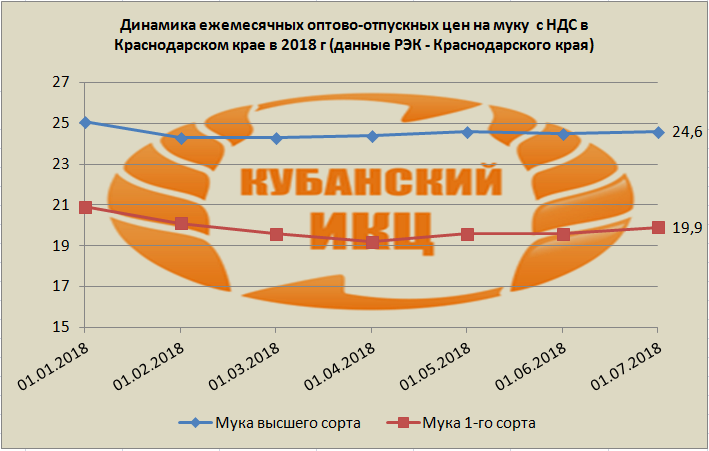 Динамика ежемесячных оптово-отпускных цен на муку с НДС в
Краснодарском крае в 2018 г (данные РЭК - Краснодарского края)
27
25
23
21
19
17
15
24,6
19,9
КУБАНСКИЙ
ИКЦ
01.01.2018
01.02.2018
01.03.2018
01.04.2018
01.05.2018
01.06.2018
01.07.2018
Мука высшего сорта
Мука 1-го сорта